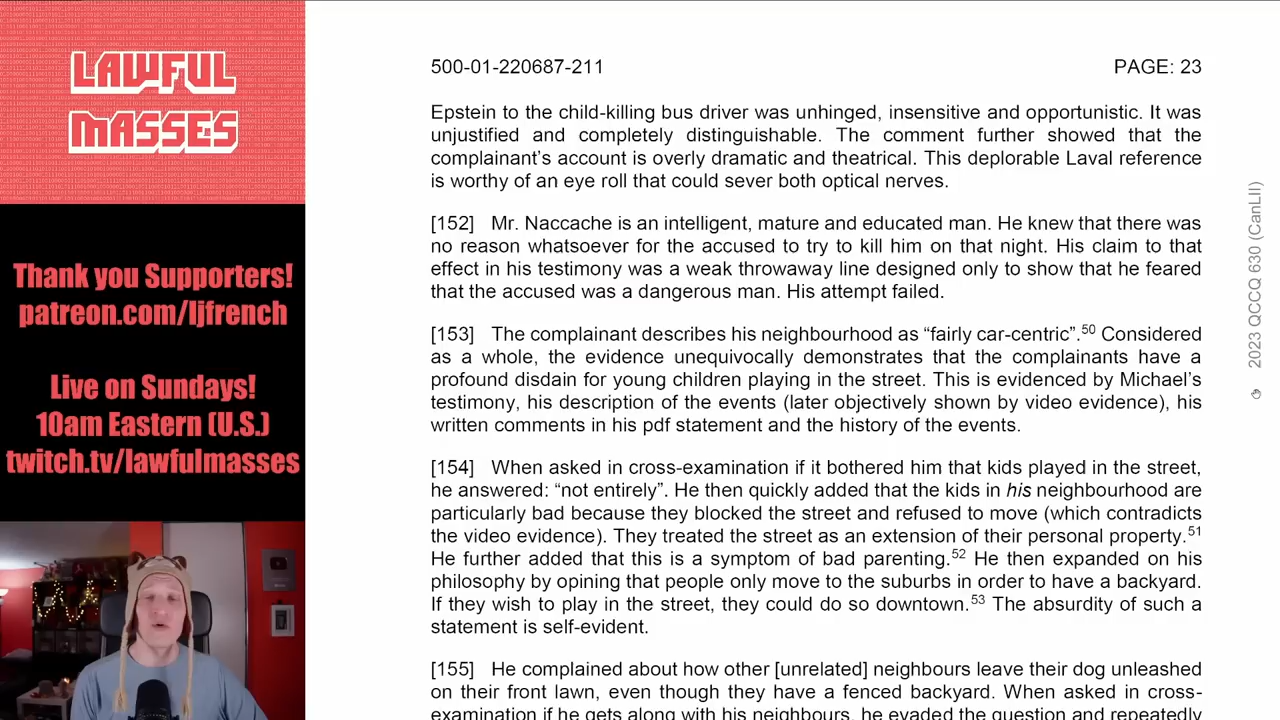 LAWFUL
MASSES
Thank you Supporters!
patreon.com/ljfrench
Live on Sundays!
10am Eastern (U.S.)
twitch.tv/lawfulmasses
500-01-220687-211 PAGE: 23
Epstein to the child-killing bus driver was unhinged, insensitive and opportunistic. It was
unjustified and completely distinguishable. The comment further showed that the
complainant's account is overly dramatic and theatrical. This deplorable Laval reference
is worthy of an eye roll that could sever both optical nerves.
[152] Mr. Naccache is an intelligent, mature and educated man. He knew that there was
no reason whatsoever for the accused to try to kill him on that night. His claim to that
effect in his testimony was a weak throwaway line designed only to show that he feared
that the accused was a dangerous man. His attempt failed.
[153] The complainant describes his neighbourhood as “fairly car-centric”.50 Considered
as a whole, the evidence unequivocally demonstrates that the complainants have a
profound disdain for young children playing in the street. This is evidenced by Michael’s
testimony, his description of the events (later objectively shown by video evidence), his
written comments in his pdf statement and the history of the events.
[154] When asked in cross-examination if it bothered him that kids played in the street,
he answered: “not entirely”. He then quickly added that the kids in his neighbourhood are
particularly bad because they blocked the street and refused to move (which contradicts
the video evidence). They treated the street as an extension of their personal property.51
He further added that this is a symptom of bad parenting.52 He then expanded on his
philosophy by opining that people only move to the suburbs in order to have a backyard.
If they wish to play in the street, they could do so downtown.53 The absurdity of such a
statement is self-evident.
[155] He complained about how other [unrelated] neighbours leave their dog unleashed
on their front lawn, even though they have a fenced backyard. When asked in cross-
examination if he gets along with his neighbours, he evaded the question and repeatedly
2023 QCCQ 630 (CanLII)